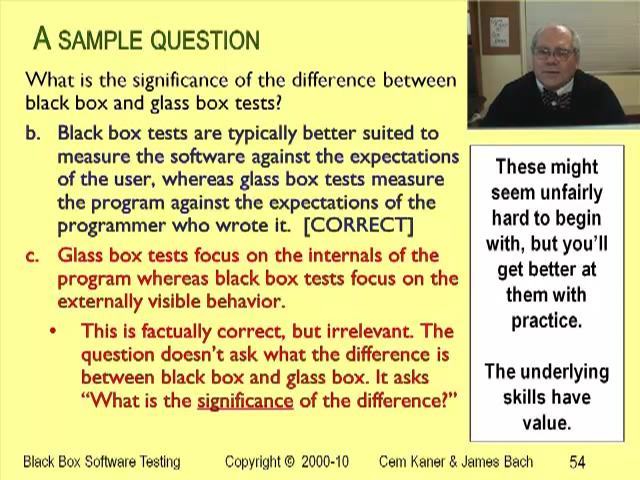 A SAMPLE QUESTION
What is the significance of the difference between
black box and glass box tests?
b. Black box tests are typically better suited to
measure the software against the expectations
of the user, whereas glass box tests measure
the program against the expectations of the
programmer who wrote it. [CORRECT]
c. Glass box tests focus on the internals of the
program whereas black box tests focus on the
externally visible behavior.
• This is factually correct, but irrelevant. The
question doesn't ask what the difference is
between black box and glass box. It asks
"What is the significance of the difference?"
These might
seem unfairly
hard to begin
with, but you'll
get better at
them with
practice.
The underlying
skills have
value.
Black Box Software Testing Copyright © 2000-10 Cem Kaner & James Bach 54